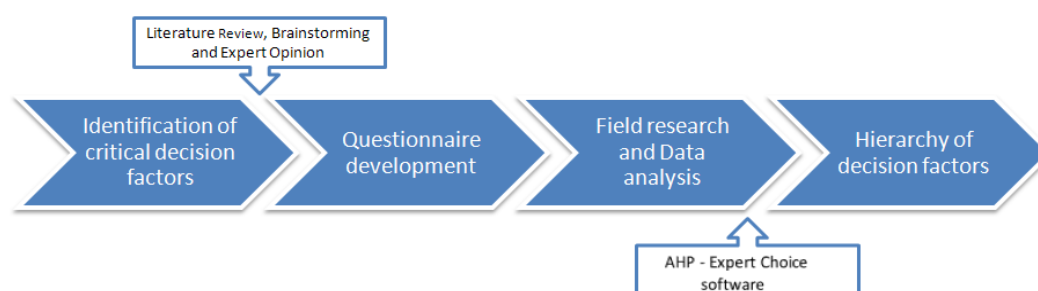 Literature Review, Brainstorming
and Expert Opinion
Identification of
critical decision
factors
Questionnaire
development
Field research
and Data
analysis
Hierarchy of
decision factors
AHP - Expert Choice
software